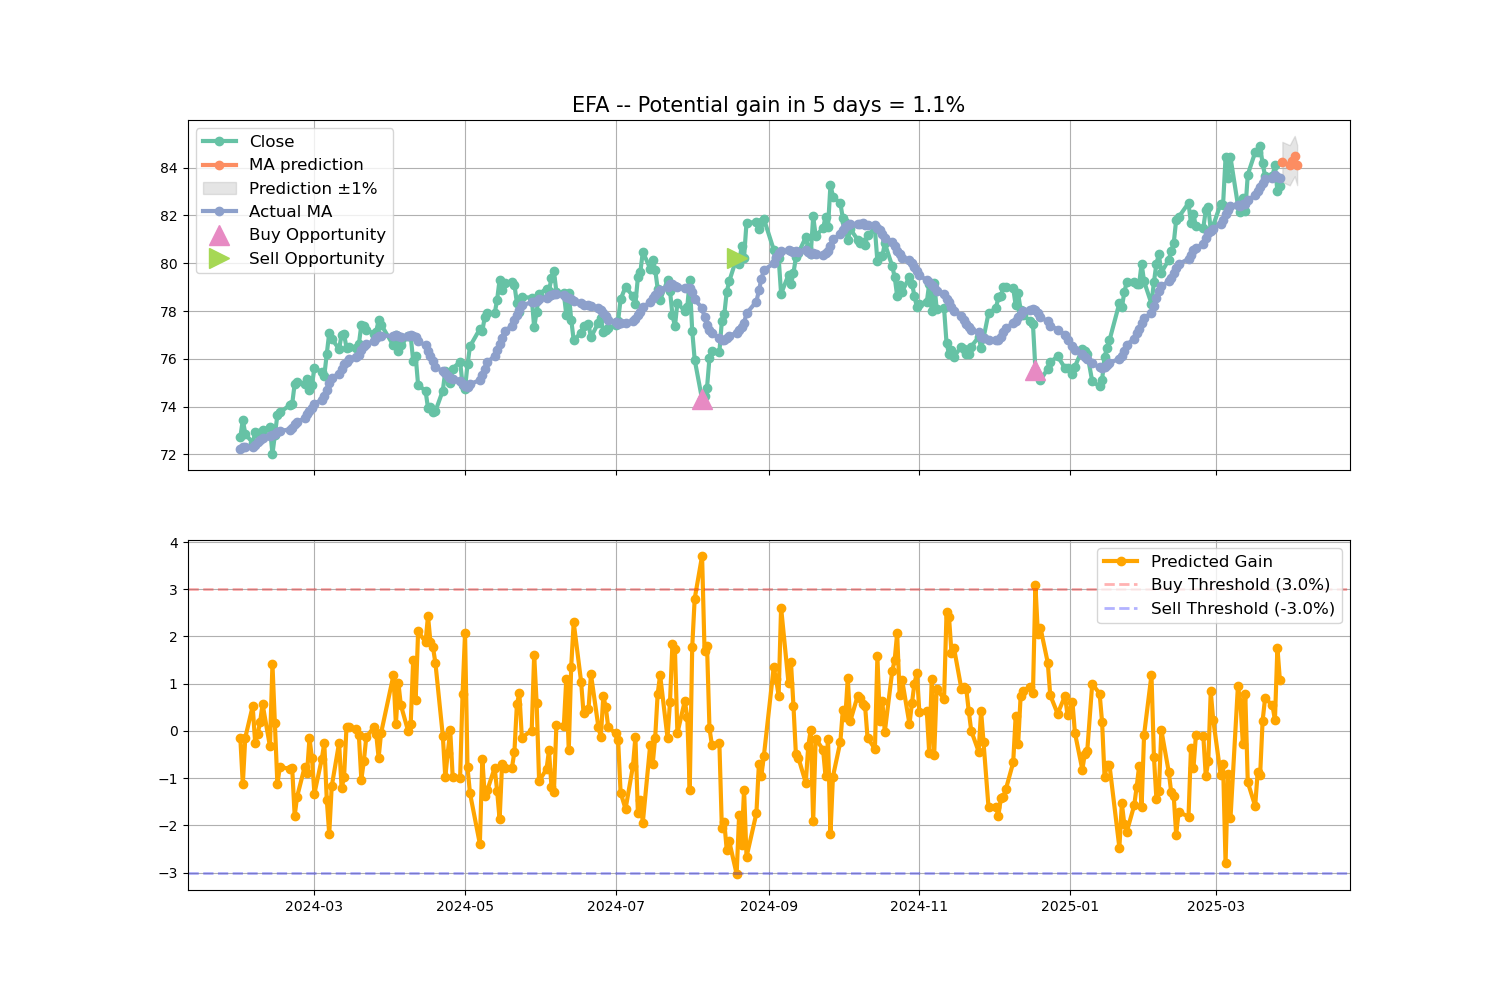 EFA -- Potential gain in 5 days = 1.1%
Close
MA prediction
Prediction ±1%
Actual MA
Buy Opportunity
Sell Opportunity
84
82
80
78
76
74
72
Predicted Gain
Buy Threshold (3.0%)
Sell Threshold (-3.0%)
4
3
2
1
0
−1
−2
−3
2024-03 2024-05 2024-07 2024-09 2024-11 2025-01 2025-03